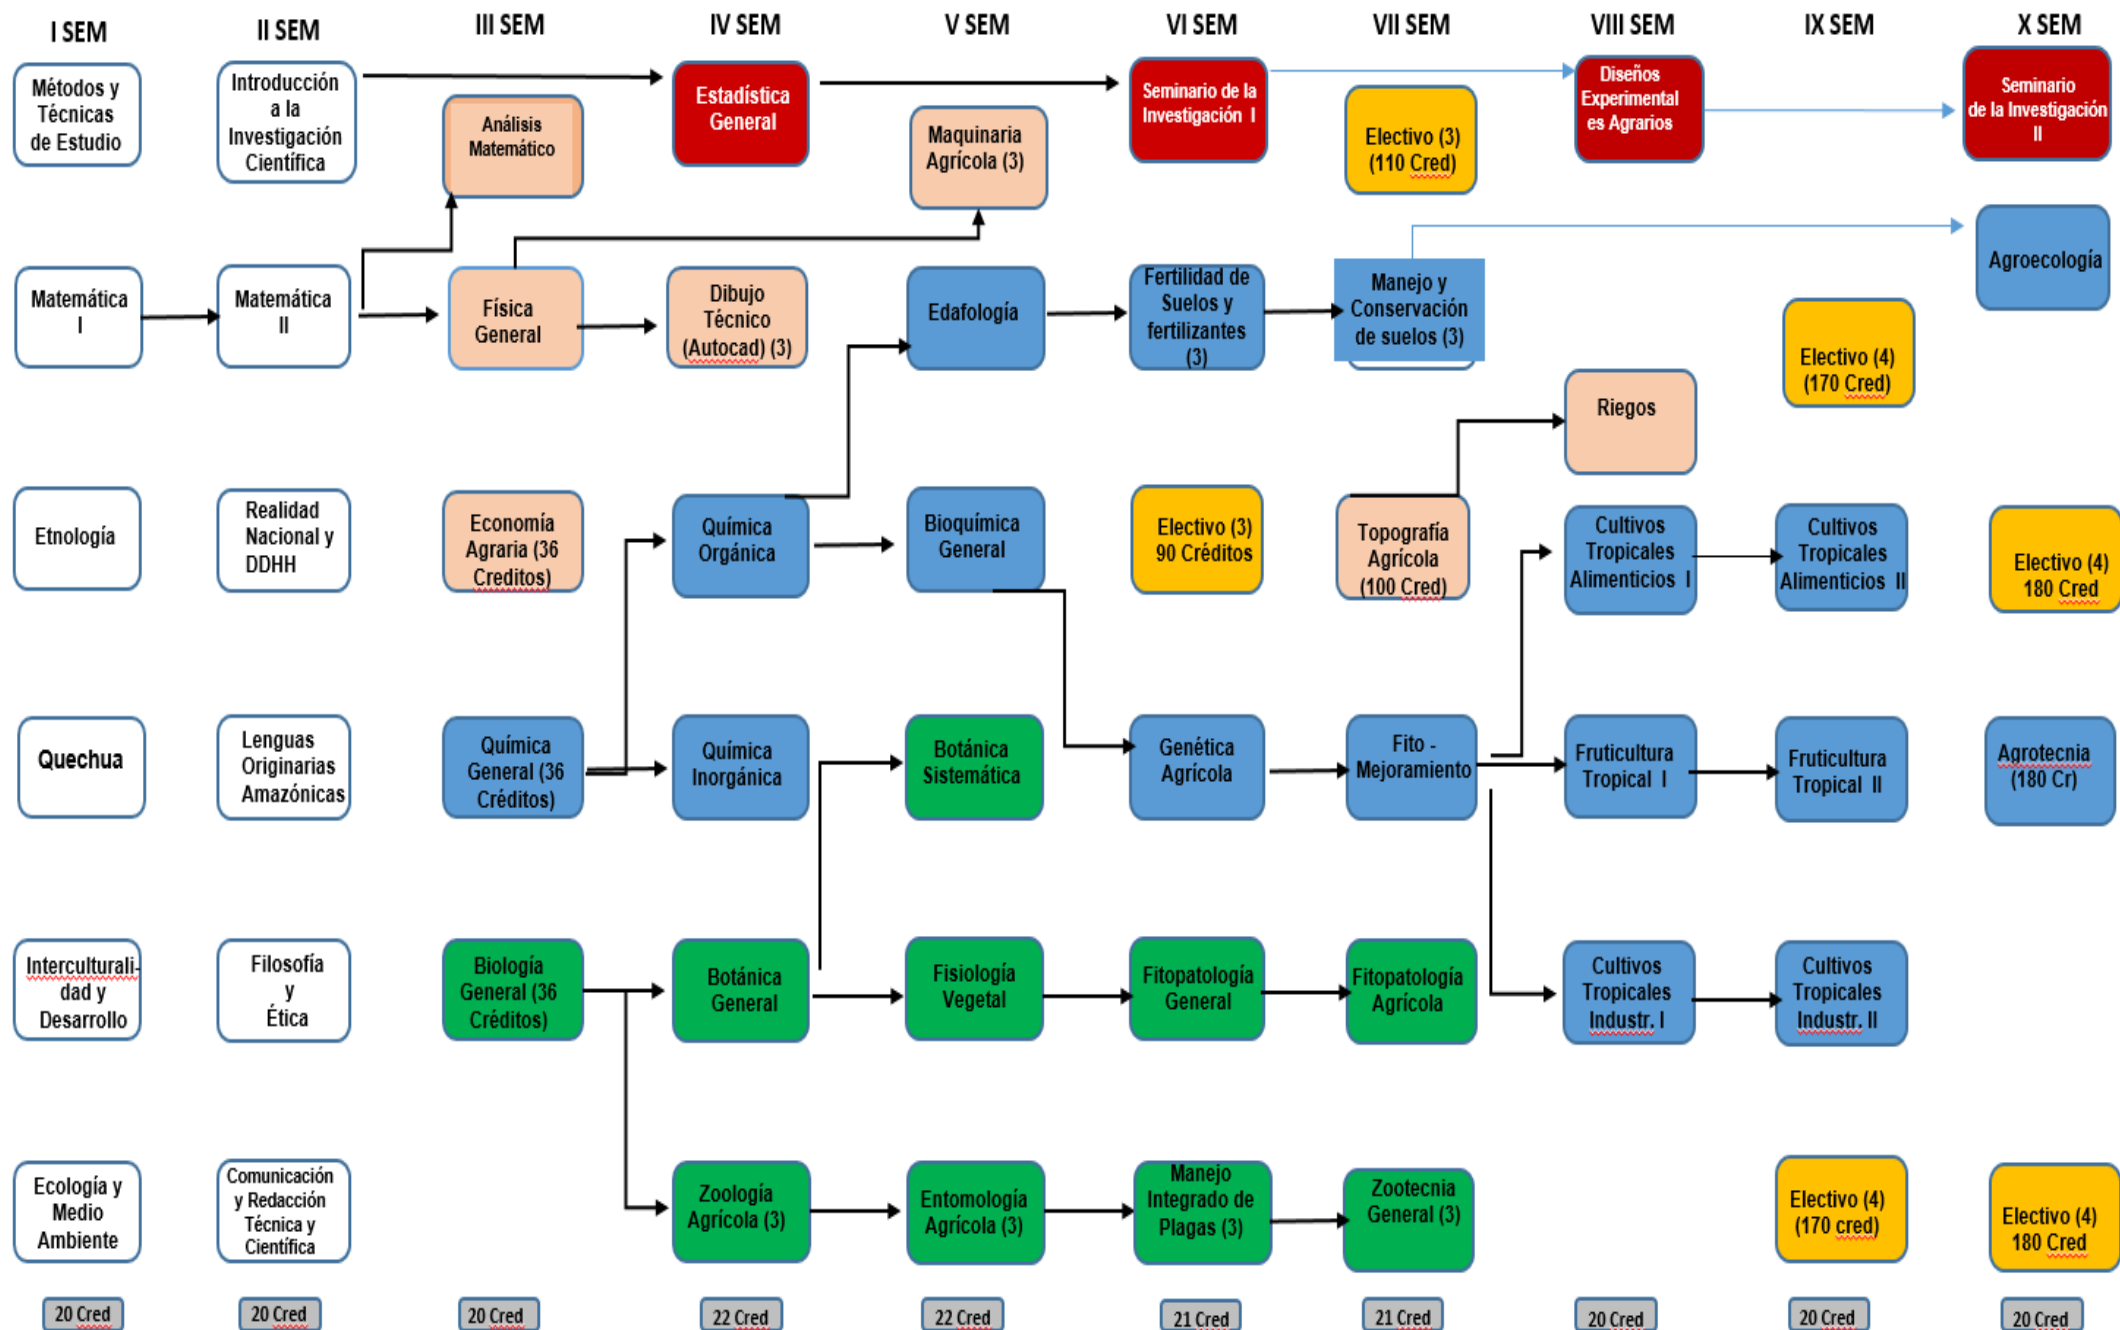 I SEM
II SEM
III SEM
IV SEM
V SEM
VI SEM
VII SEM
VIII SEM
IX SEM
X SEM
Métodos y
Técnicas
de Estudio
Introducción
a la
Investigación
Científica
Análisis
Matemático
Estadística
General
Maquinaria
Agrícola (3)
Seminario de la
Investigación I
Electivo (3)
(110 Cred)
Diseños
Experimental
es Agrarios
Seminario
de la Investigación
II
Matemática
I
Matemática
II
Física
General
Dibujo
Técnico
(Autocad) (3)
Edafología
Fertilidad de
Suelos y
fertilizantes
(3)
Manejo y
Conservación
de suelos (3)
Riegos
Electivo (4)
(170 Cred)
Agroecología
Etnología
Realidad
Nacional y
DDHH
Economía
Agraria (36
Creditos)
Química
Orgánica
Bioquímica
General
Electivo (3)
90 Créditos
Topografía
Agrícola
(100 Cred)
Cultivos
Tropicales
Alimenticios I
Cultivos
Tropicales
Alimenticios II
Electivo (4)
180 Cred
Quechua
Lenguas
Originarias
Amazónicas
Química
General (36
Créditos)
Química
Inorgánica
Botánica
Sistemática
Genética
Agrícola
Fito -
Mejoramiento
Fruticultura
Tropical I
Fruticultura
Tropical II
Agrotecnia
(180 Cr)
Interculturali-
dad y
Desarrollo
Filosofía
y
Ética
Biología
General (36
Créditos)
Botánica
General
Fisiología
Vegetal
Fitopatología
General
Fitopatología
Agrícola
Cultivos
Tropicales
Industr. I
Cultivos
Tropicales
Industr. II
Ecología y
Medio
Ambiente
Comunicación
y Redacción
Técnica y
Científica
Zoología
Agrícola (3)
Entomología
Agrícola (3)
Manejo
Integrado de
Plagas (3)
Zootecnia
General (3)
Electivo (4)
(170 cred)
Electivo (4)
180 Cred
20 Cred
20 Cred
20 Cred
22 Cred
22 Cred
21 Cred
21 Cred
20 Cred
20 Cred
20 Cred